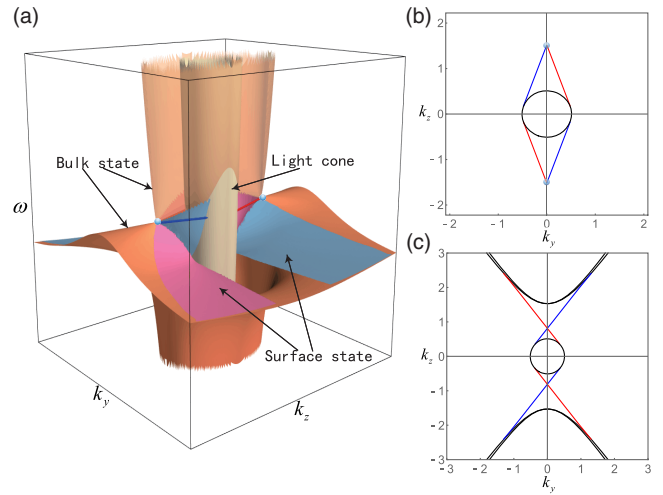 (a)
Bulk state
Light cone
ω
Surface state
k_y
k_z
(b)
2
1
k_z 0
-1
-2
-2 -1 0 1 2
k_y
(c)
3
2
1
k_z 0
-1
-2
-3
-3 -2 -1 0 1 2 3
k_y